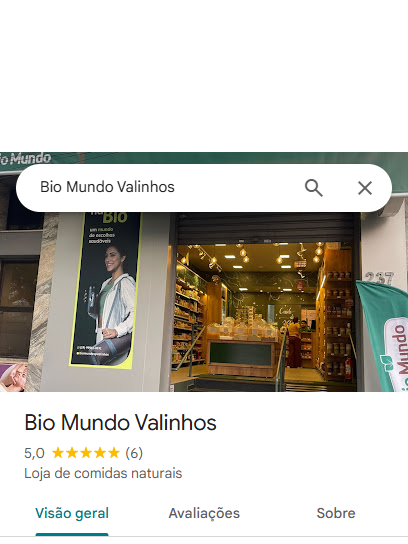 io Mundo
Bio Mundo Valinhos
Bio
um mundo
de escolhas
saudáveis
237
Mundo
Bio Mundo Valinhos
5,0 ★★★★★ (6)
Loja de comidas naturais
Visão geral Avaliações Sobre